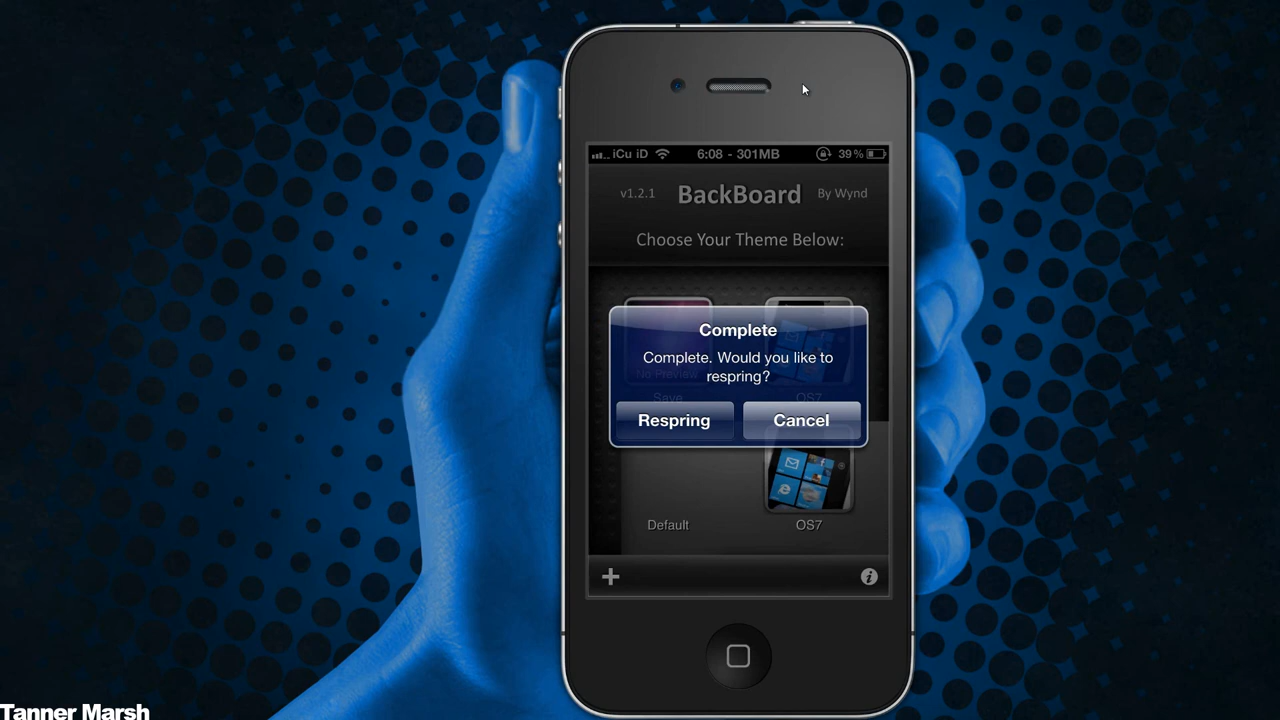 iCu iD 6:08 - 301MB 39%
v1.2.1 BackBoard By Wynd
Choose Your Theme Below:
Complete
Complete. Would you like to
respring?
No Preview
Save OS7
Respring Cancel
Default OS7
Tanner Marsh